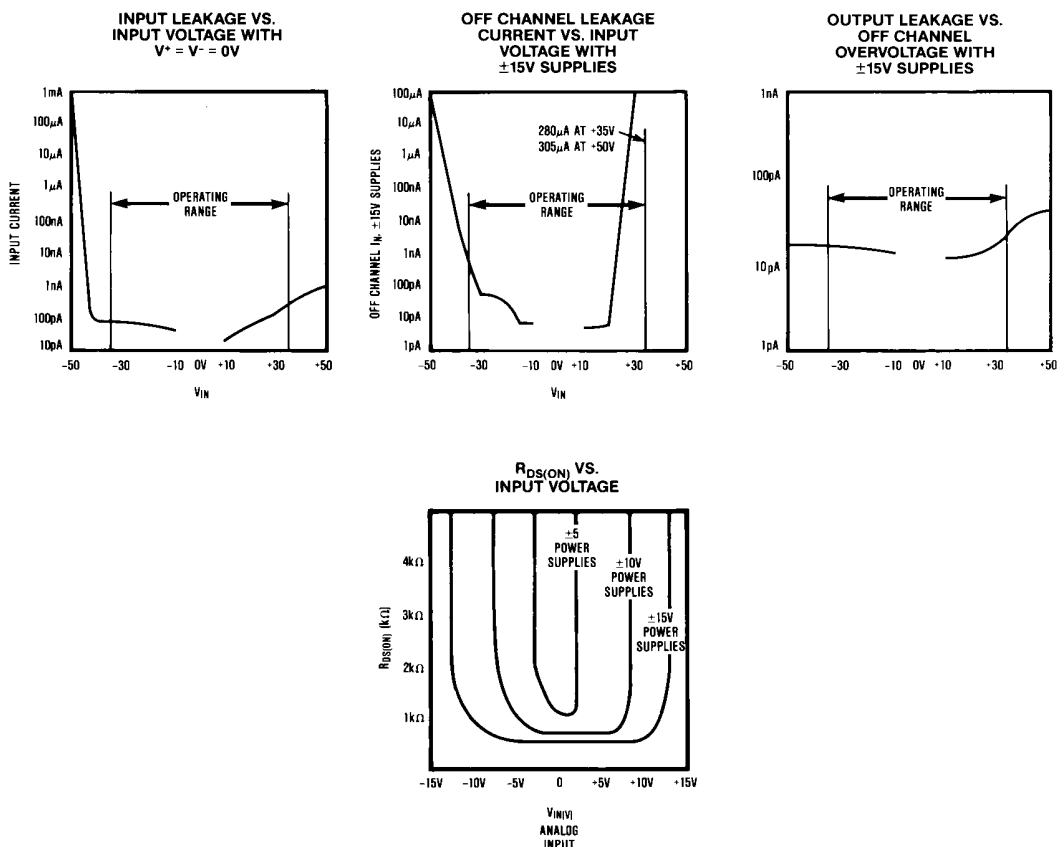 INPUT LEAKAGE VS.
INPUT VOLTAGE WITH
V⁺ = V⁻ = 0V
1mA
100µA
10µA
1µA
100nA
10nA
1nA
100pA
10pA
INPUT CURRENT
OPERATING
RANGE
-50
-30
-10
0V
+10
+30
+50
VIN
OFF CHANNEL LEAKAGE
CURRENT VS. INPUT
VOLTAGE WITH
±15V SUPPLIES
100µA
10µA
1µA
100nA
10nA
1nA
100pA
10pA
1pA
OFF CHANNEL IN, ±15V SUPPLIES
280µA AT +35V
305µA AT +50V
OPERATING
RANGE
-50
-30
-10
0V
+10
+30
+50
VIN
OUTPUT LEAKAGE VS.
OFF CHANNEL
OVERVOLTAGE WITH
±15V SUPPLIES
1nA
100pA
10pA
1pA
OPERATING
RANGE
-50
-30
-10
0V
+10
+30
+50
RDS(ON) VS.
INPUT VOLTAGE
4kΩ
3kΩ
2kΩ
1kΩ
RDS(ON) (kΩ)
±5
POWER
SUPPLIES
±10V
POWER
SUPPLIES
±15V
POWER
SUPPLIES
-15V
-10V
-5V
0
+5V
+10V
+15V
VIN(V)
ANALOG
INPUT